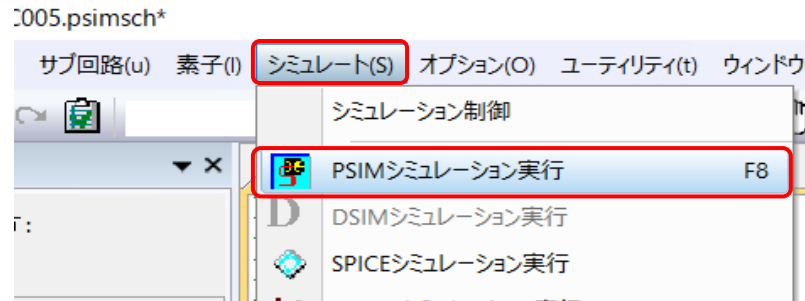 C005.psimsch*
サブ回路(u) 素子(I) シミュレート(S) オプション(O) ユーティリティ(t) ウィンドウ
シミュレーション制御
PSIMシミュレーション実行 F8
DSIMシミュレーション実行
SPICEシミュレーション実行